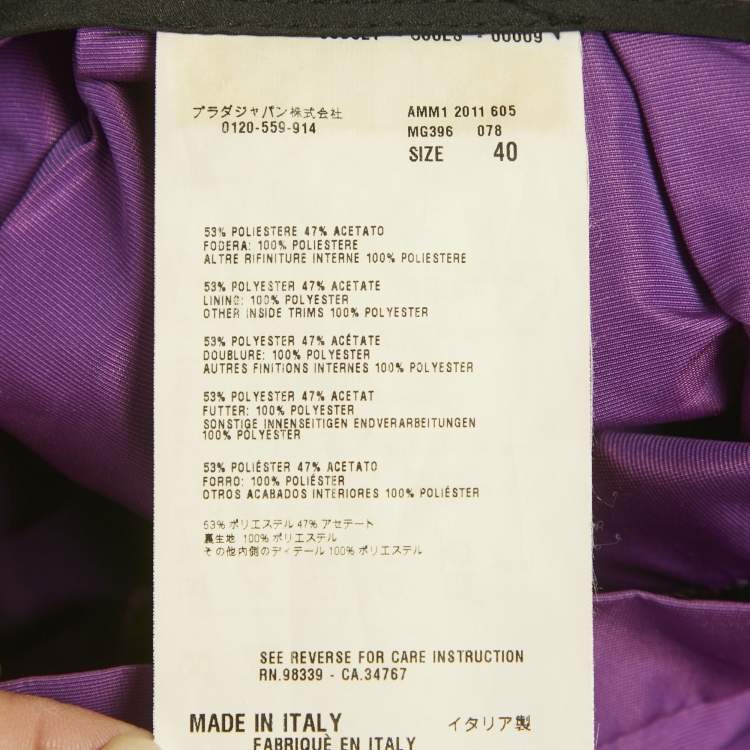 プラダジャパン株式会社
0120-559-914
AMM1 2011 605
MG396 078
SIZE 40
53% POLIESTERE 47% ACETATO
FODERA: 100% POLIESTERE
ALTRE RIFINITURE INTERNE 100% POLIESTERE
53% POLYESTER 47% ACETATE
LINING: 100% POLYESTER
OTHER INSIDE TRIMS 100% POLYESTER
53% POLYESTER 47% ACÉTATE
DOUBLURE: 100% POLYESTER
AUTRES FINITIONS INTERNES 100% POLYESTER
53% POLYESTER 47% ACETAT
FUTTER: 100% POLYESTER
SONSTIGE INNENSEITIGEN ENDVERARBEITUNGEN
100% POLYESTER
53% POLIÉSTER 47% ACETATO
FORRO: 100% POLIÉSTER
OTROS ACABADOS INTERIORES 100% POLIÉSTER
53% ポリエステル 47% アセテート
裏生地 100% ポリエステル
その他内側のディテール 100% ポリエステル
SEE REVERSE FOR CARE INSTRUCTION
RN.98339 - CA.34767
MADE IN ITALY イタリア製
FABRIQUÉ EN ITALY